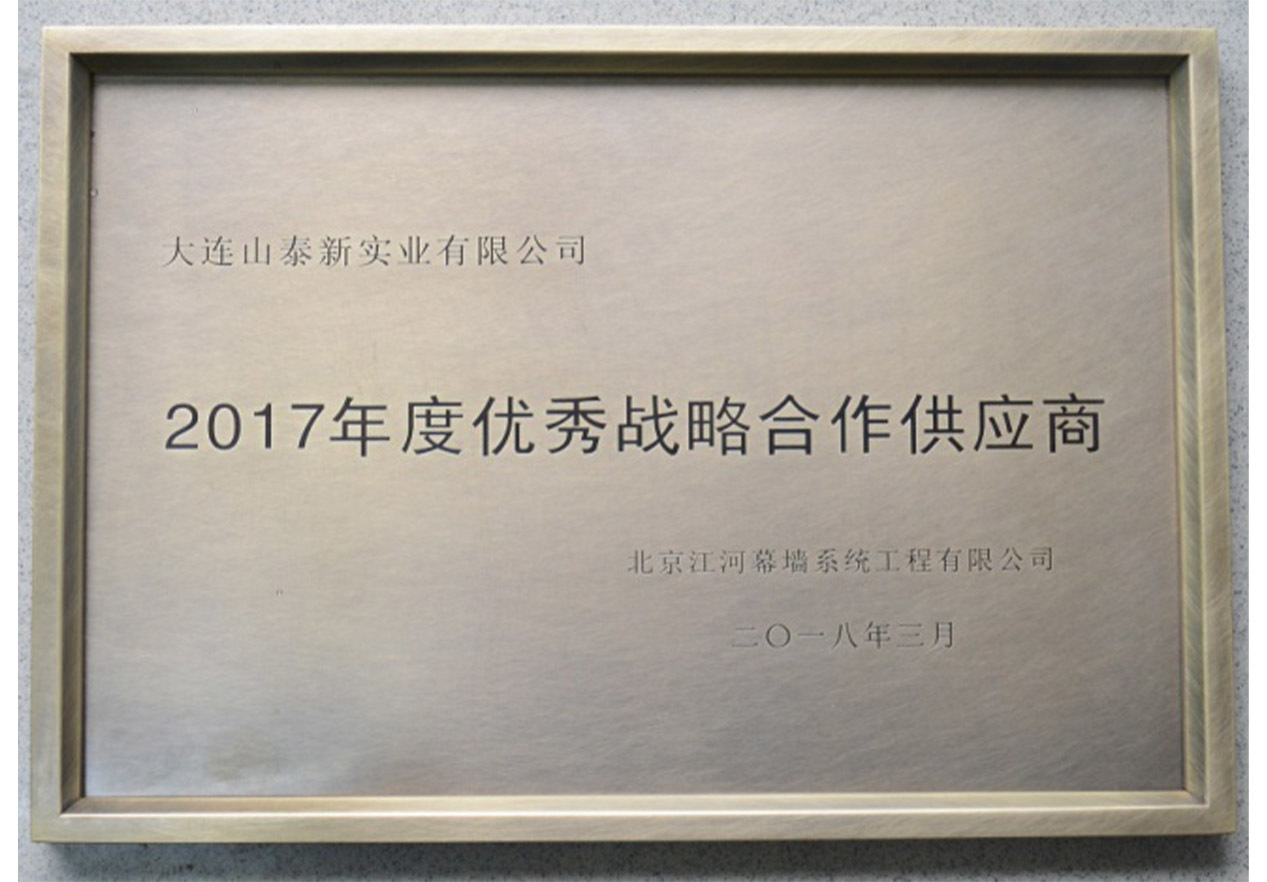 大连山泰新实业有限公司
2017年度优秀战略合作供应商
北京江河幕墙系统工程有限公司
二〇一八年三月